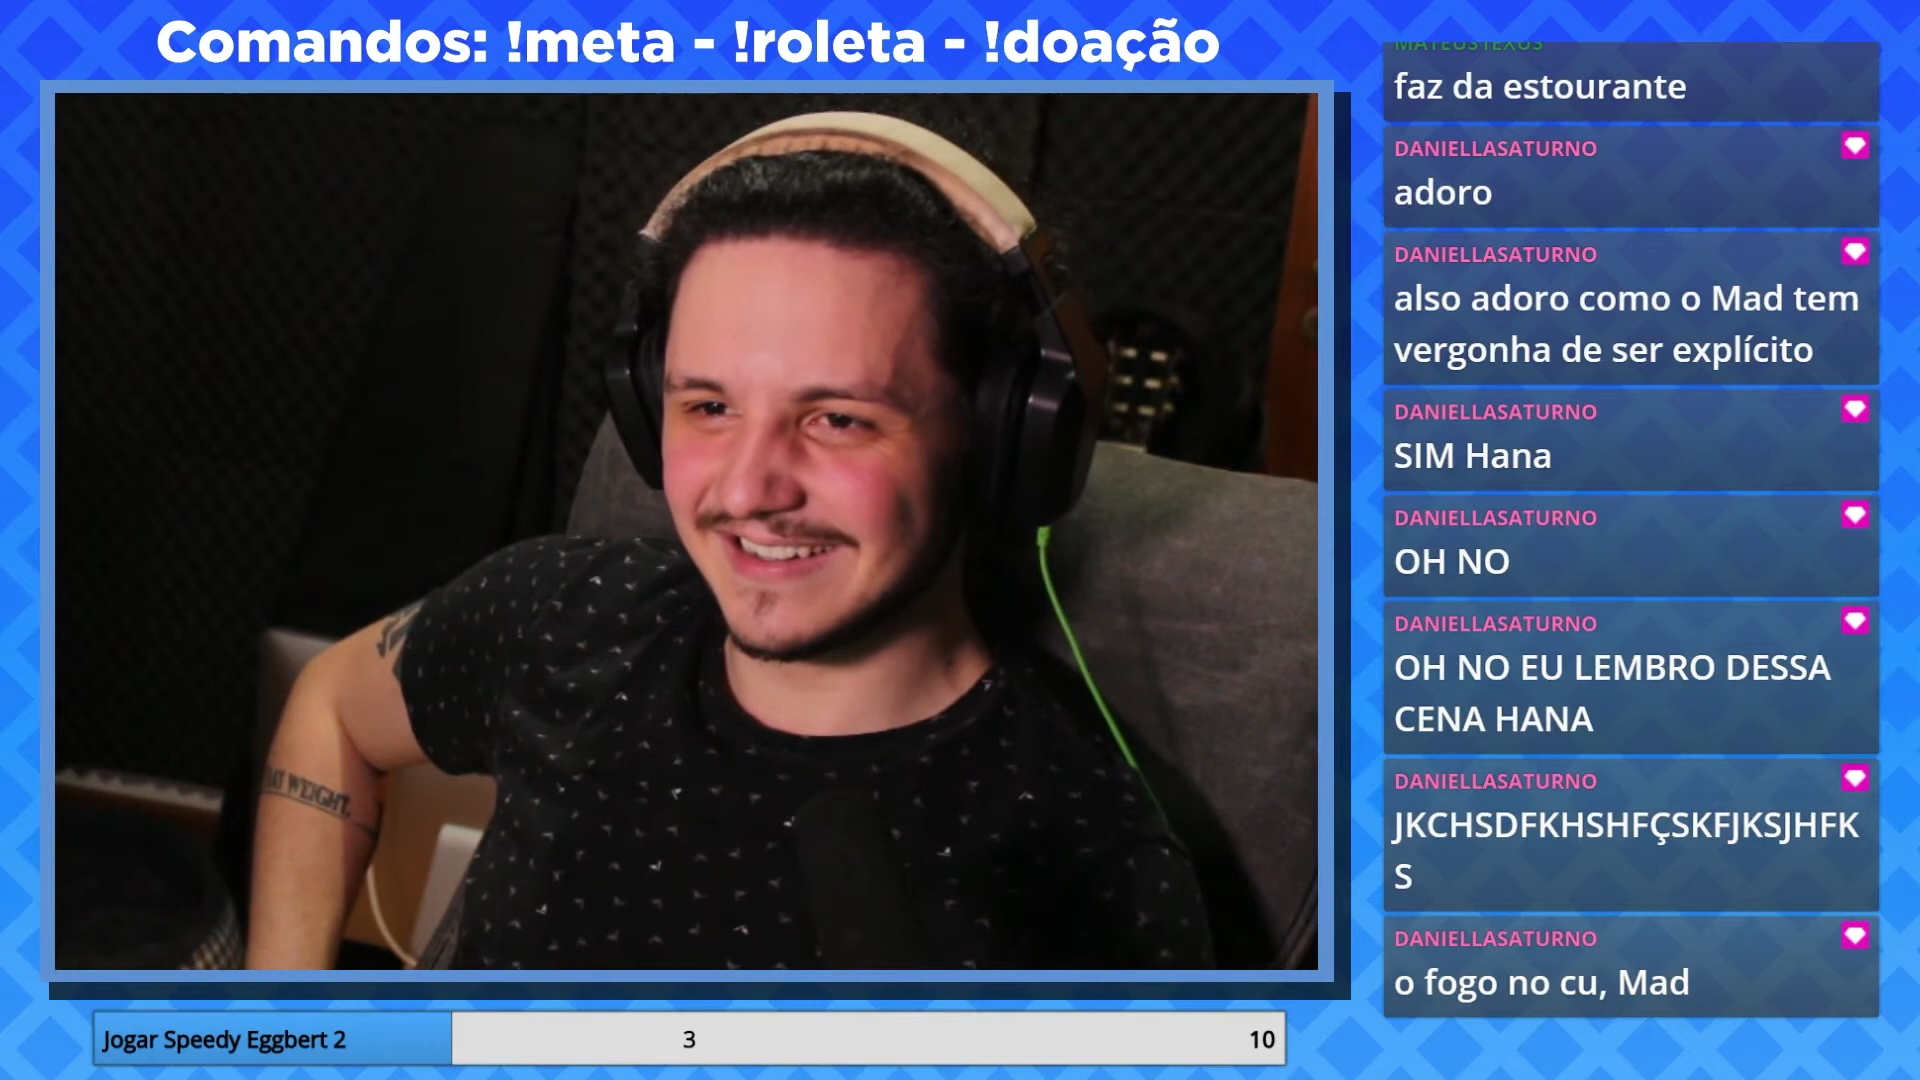 Comandos: !meta - !roleta - !doação
MATEUSTEXUS
faz da estourante
DANIELLASATURNO
adoro
DANIELLASATURNO
also adoro como o Mad tem
vergonha de ser explícito
DANIELLASATURNO
SIM Hana
DANIELLASATURNO
OH NO
DANIELLASATURNO
OH NO EU LEMBRO DESSA
CENA HANA
DANIELLASATURNO
JKCHSDFKHSHFÇSKFJKSJHFK
S
DANIELLASATURNO
o fogo no cu, Mad
WEIGHT.
Jogar Speedy Eggbert 2 3 10